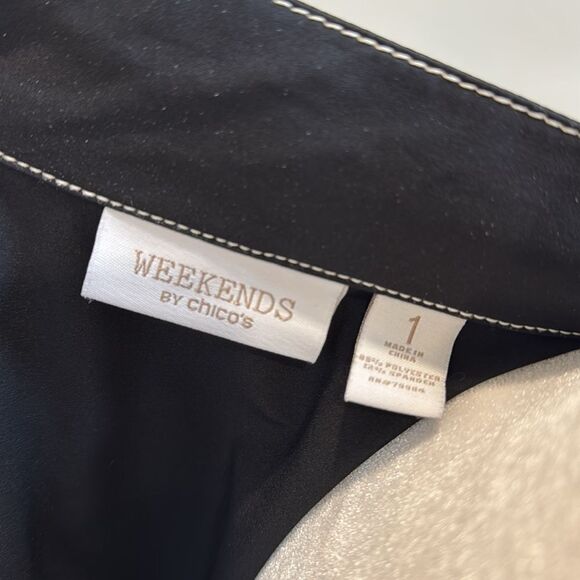 WEEKENDS
BY CHICO'S
1
MADE IN
CHINA
POLYESTER
SPANDEX